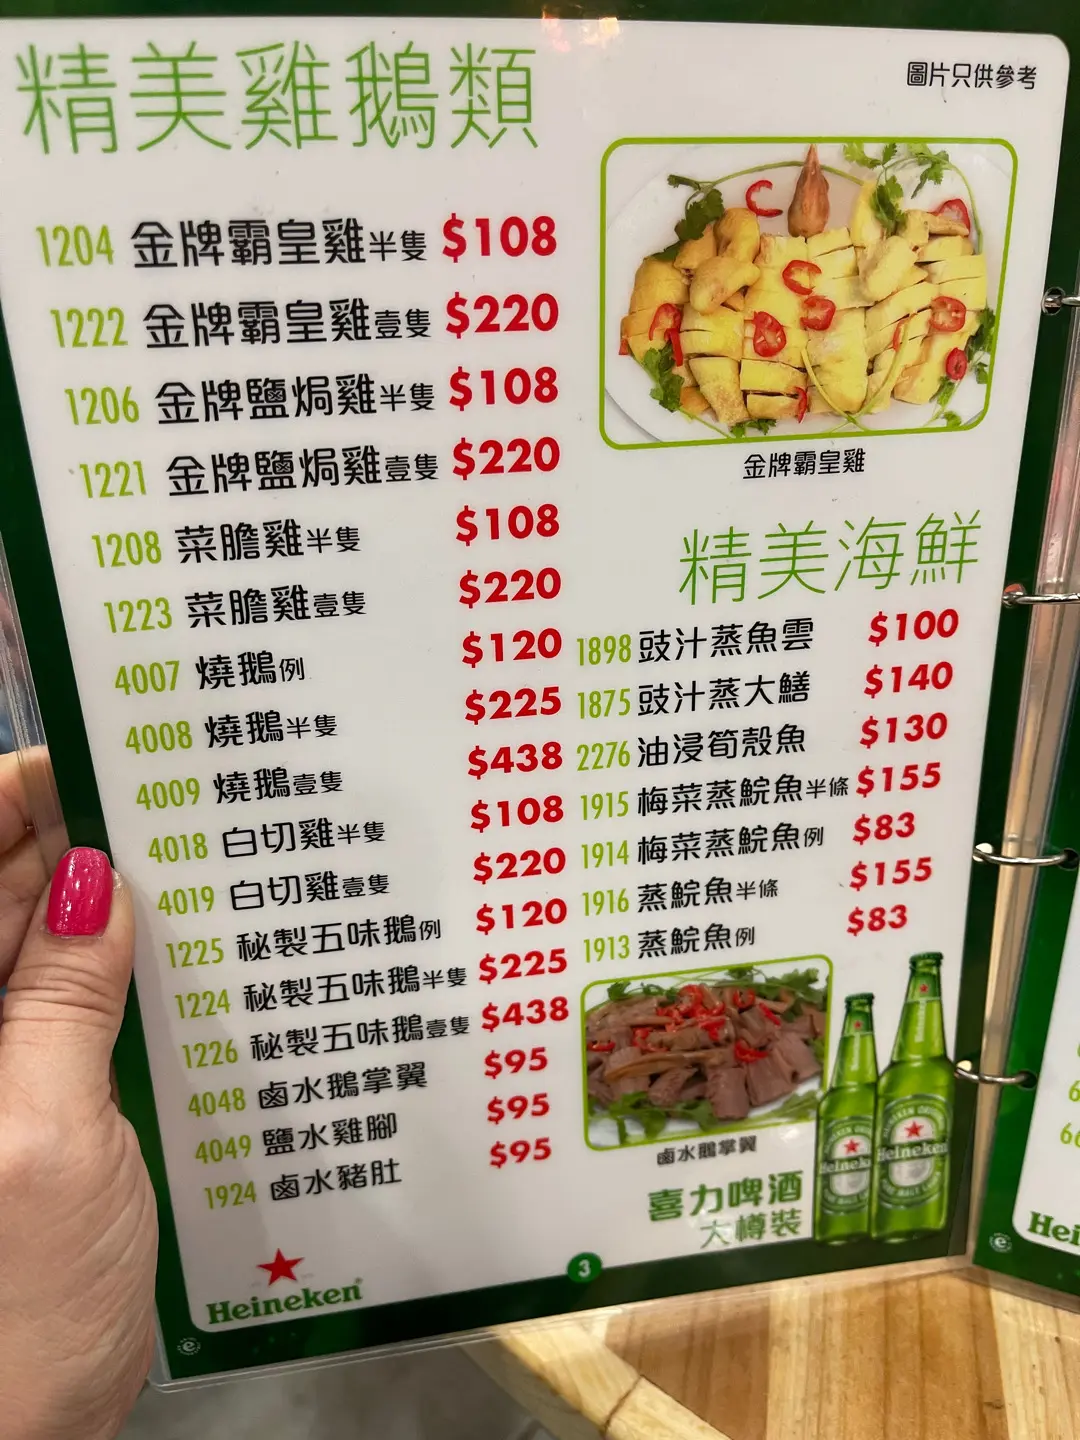 精美雞鵝類
圖片只供參考
1204 金牌霸皇雞半隻 $108
1222 金牌霸皇雞壹隻 $220
1206 金牌鹽焗雞半隻 $108
1221 金牌鹽焗雞壹隻 $220
1208 菜膽雞半隻 $108
1223 菜膽雞壹隻 $220
4007 燒鵝例 $120
4008 燒鵝半隻 $225
4009 燒鵝壹隻 $438
4018 白切雞半隻 $108
4019 白切雞壹隻 $220
1225 秘製五味鵝例 $120
1224 秘製五味鵝半隻 $225
1226 秘製五味鵝壹隻 $438
4048 鹵水鵝掌翼 $95
4049 鹽水雞腳 $95
1924 鹵水豬肚 $95
金牌霸皇雞
精美海鮮
1898 豉汁蒸魚雲 $100
1875 豉汁蒸大鱔 $140
2276 油浸筍殼魚 $130
1915 梅菜蒸鯇魚半條 $155
1914 梅菜蒸鯇魚例 $83
1916 蒸鯇魚半條 $155
1913 蒸鯇魚例 $83
鹵水鵝掌翼
喜力啤酒
大樽裝
Heineken
Heineken
Heineken
3